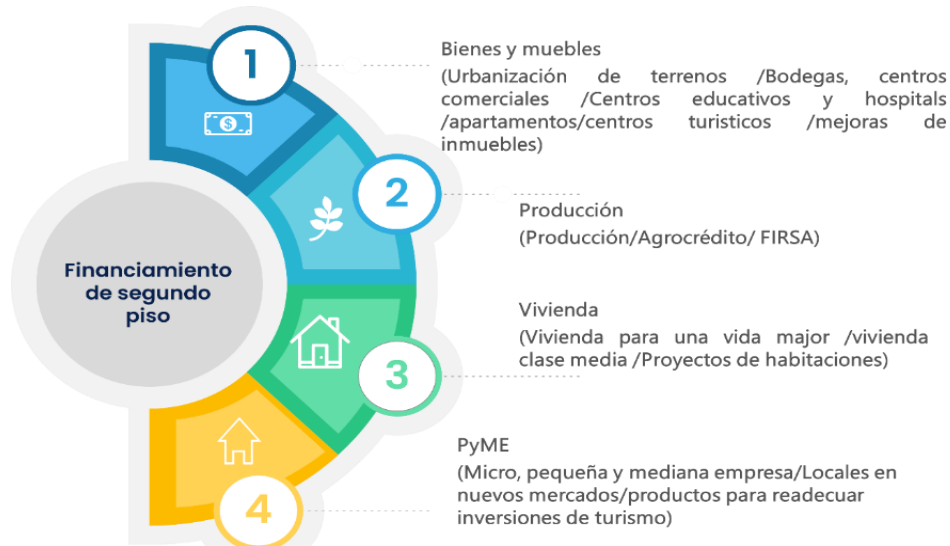 Financiamiento
de segundo
piso
1
Bienes y muebles
(Urbanización de terrenos /Bodegas, centros
comerciales /Centros educativos y hospitals
/apartamentos/centros turisticos /mejoras de
inmuebles)
2
Producción
(Producción/Agrocrédito/ FIRSA)
3
Vivienda
(Vivienda para una vida major /vivienda
clase media /Proyectos de habitaciones)
4
PyME
(Micro, pequeña y mediana empresa/Locales en
nuevos mercados/productos para readecuar
inversiones de turismo)